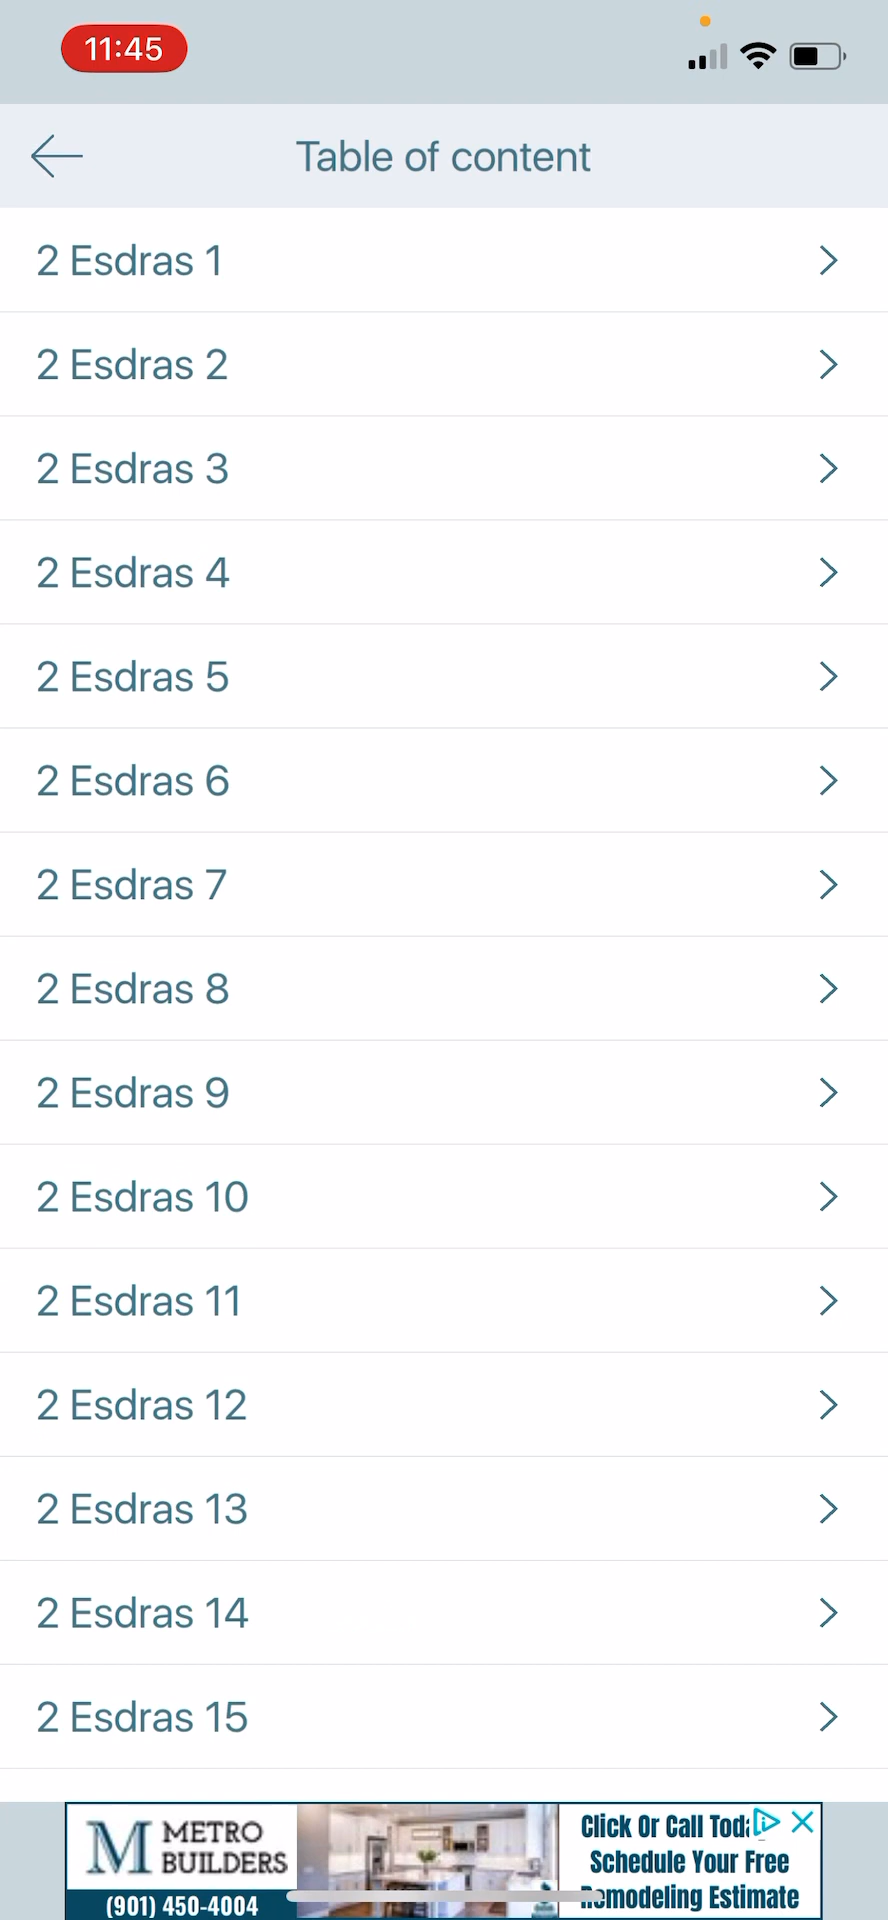 11:45
Table of content
2 Esdras 1
2 Esdras 2
2 Esdras 3
2 Esdras 4
2 Esdras 5
2 Esdras 6
2 Esdras 7
2 Esdras 8
2 Esdras 9
2 Esdras 10
2 Esdras 11
2 Esdras 12
2 Esdras 13
2 Esdras 14
2 Esdras 15
M METRO
BUILDERS
(901) 450-4004
Click Or Call
Schedule Your Free
Remodeling Estimate